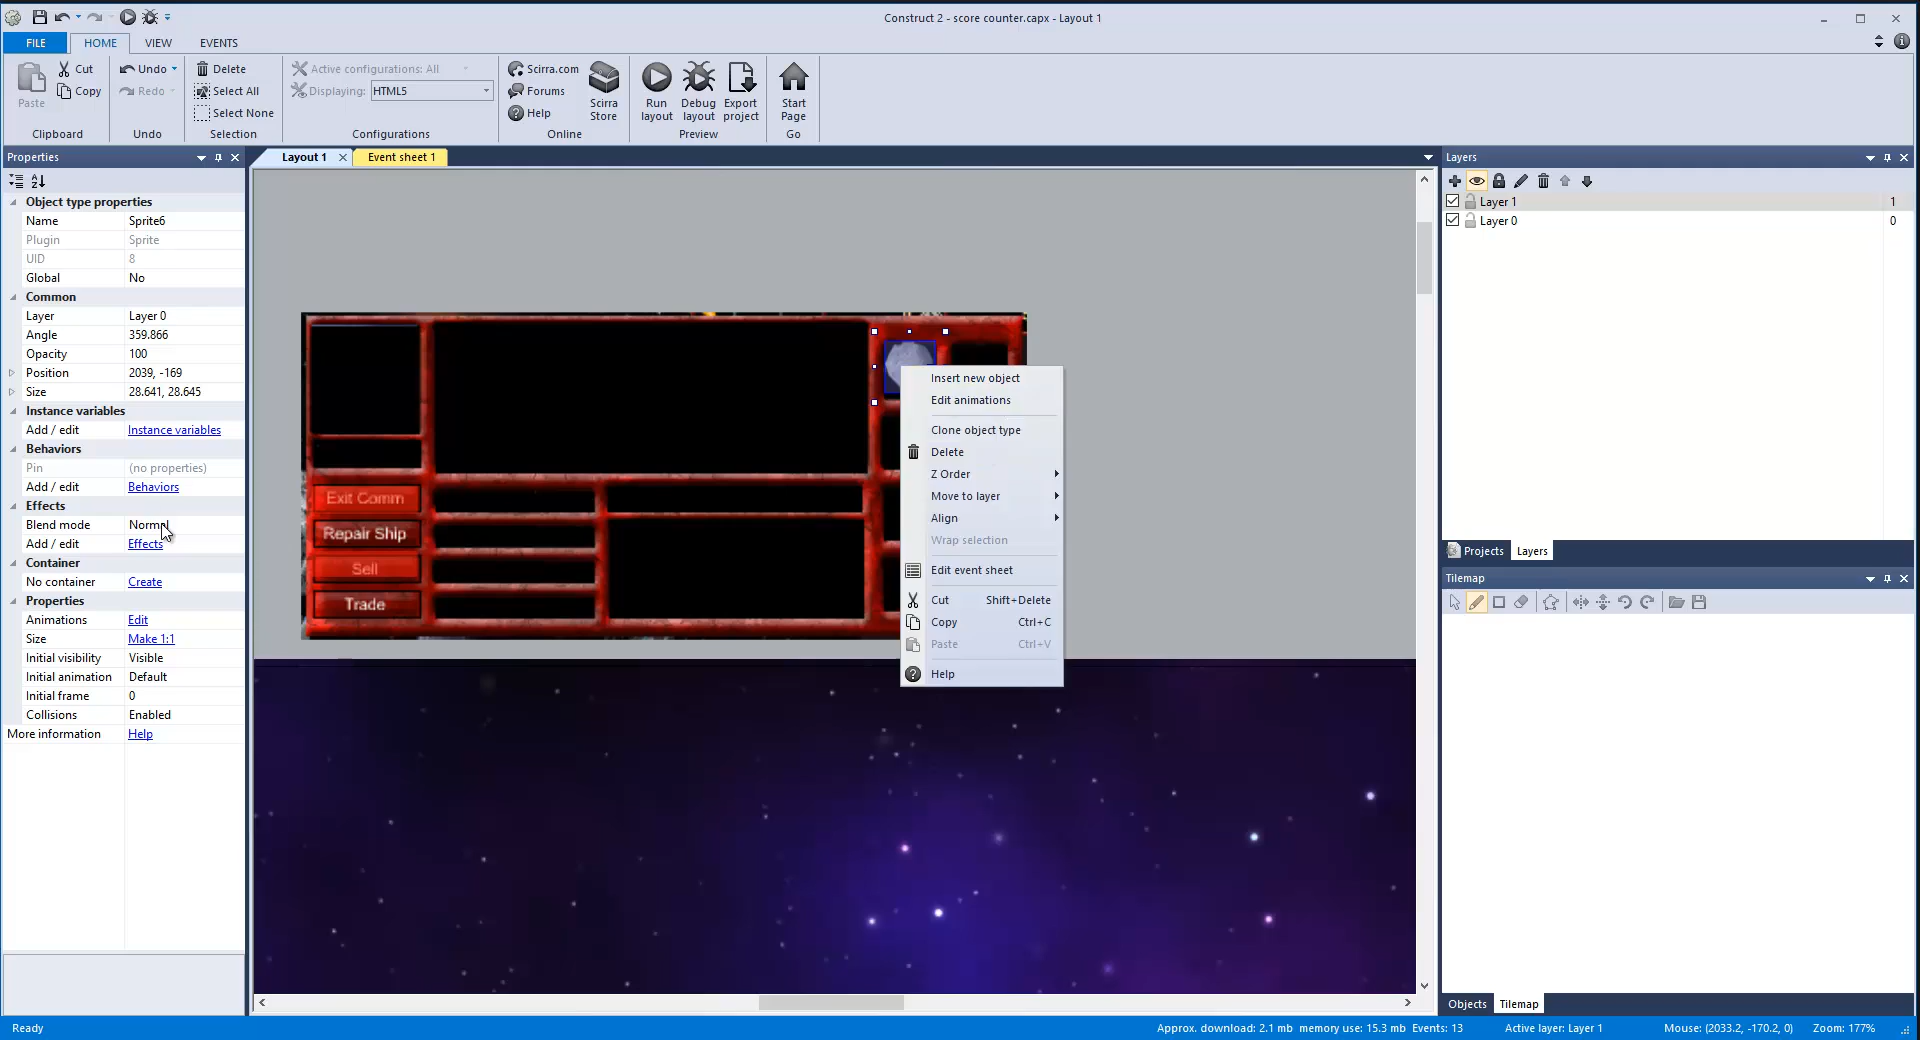 Construct 2 - score counter.capx - Layout 1
FILE
HOME
VIEW
EVENTS
Paste
Cut
Copy
Clipboard
Undo
Redo
Undo
Delete
Select All
Select None
Selection
Active configurations: All
Displaying:
HTML5
Configurations
Scirra.com
Forums
Help
Scirra Store
Online
Run layout
Debug layout
Export project
Preview
Start Page
Go
Properties
Object type properties
Name Sprite6
Plugin Sprite
UID 8
Global No
Common
Layer Layer 0
Angle 359.866
Opacity 100
Position 2039, -169
Size 28.641, 28.645
Instance variables
Add / edit Instance variables
Behaviors
Pin (no properties)
Add / edit Behaviors
Effects
Blend mode Normal
Add / edit Effects
Container
No container Create
Properties
Animations Edit
Size Make 1:1
Initial visibility Visible
Initial animation Default
Initial frame 0
Collisions Enabled
More information Help
Layout 1
Event sheet 1
Exit Comm
Repair Ship
Sell
Trade
Insert new object
Edit animations
Clone object type
Delete
Z Order
Move to layer
Align
Wrap selection
Edit event sheet
Cut Shift+Delete
Copy Ctrl+C
Paste Ctrl+V
Help
Layers
Layer 1 1
Layer 0 0
Projects
Layers
Tilemap
Objects
Tilemap
Ready
Approx. download: 2.1 mb memory use: 15.3 mb Events: 13 Active layer: Layer 1 Mouse: (2033.2, -170.2, 0) Zoom: 177%